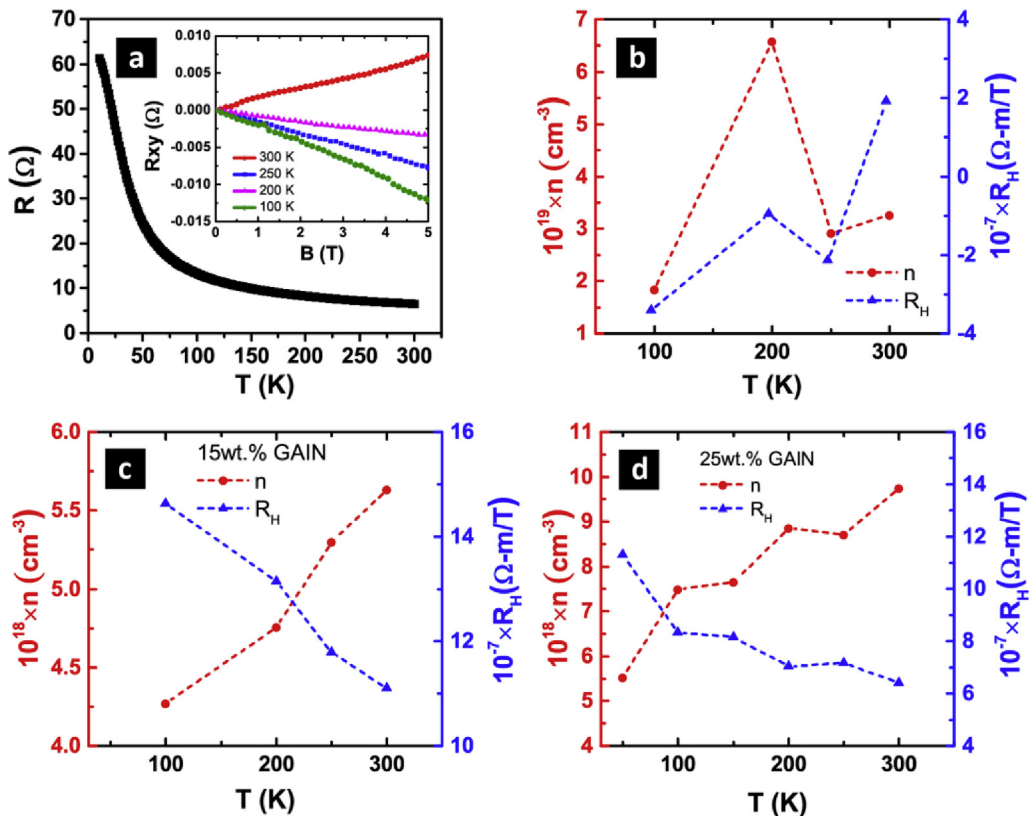 a
R (Ω)
70
60
50
40
30
20
10
0
0 50 100 150 200 250 300
T (K)
Rxy (Ω)
0.010
0.005
0.000
-0.005
-0.010
-0.015
300 K
250 K
200 K
100 K
0 1 2 3 4 5
B (T)
b
10¹⁹×n (cm⁻³)
7
6
5
4
3
2
1
n
R_H
100 200 300
T (K)
4
2
0
-2
-4
10⁻⁷×R_H(Ω-m/T)
c
15wt.% GAIN
n
R_H
10¹⁸×n (cm⁻³)
6.0
5.5
5.0
4.5
4.0
100 200 300
T (K)
16
14
12
10
10⁻⁷×R_H(Ω-m/T)
d
25wt.% GAIN
n
R_H
10¹⁸×n (cm⁻³)
11
10
9
8
7
6
5
4
100 200 300
T (K)
16
14
12
10
8
6
4
10⁻⁷×R_H(Ω-m/T)